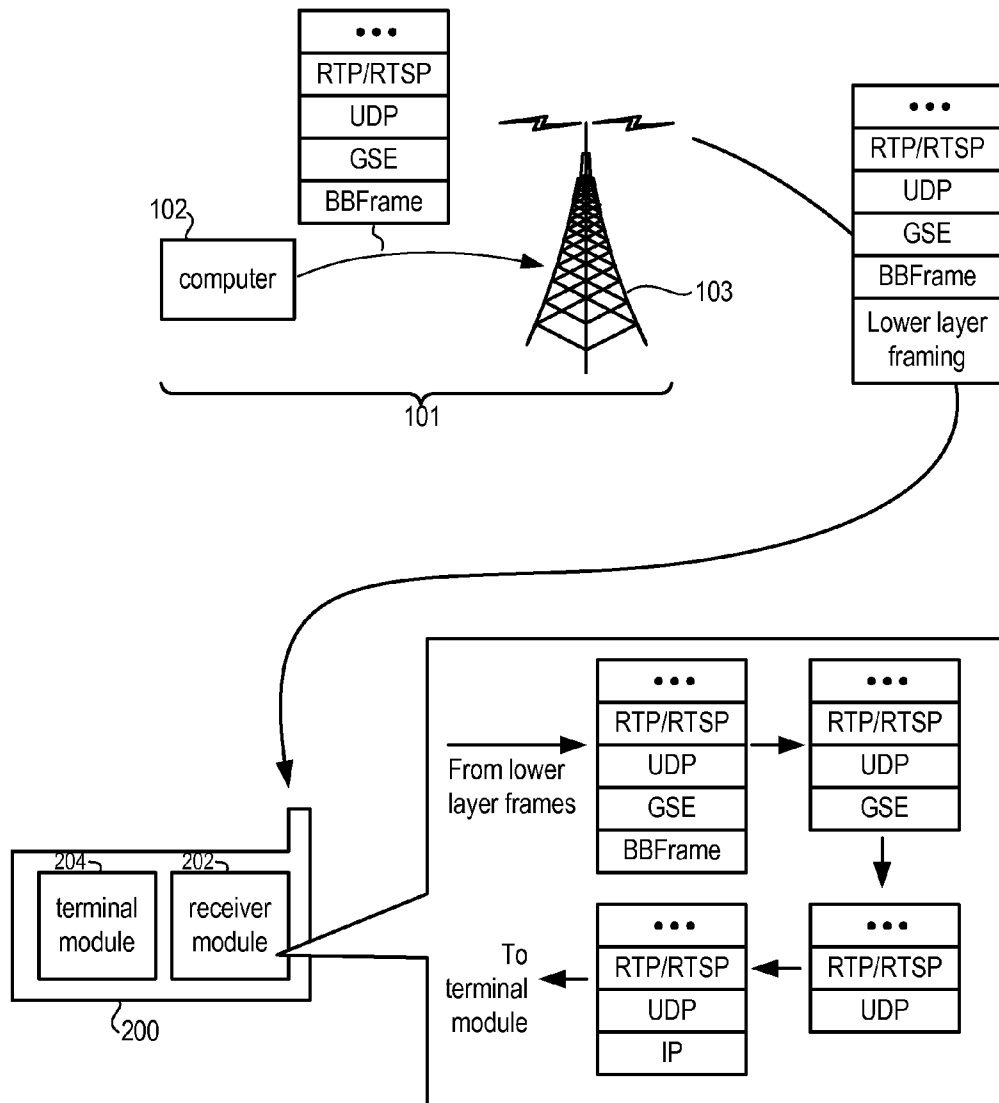 •••
RTP/RTSP
UDP
GSE
BBFrame
102
computer
103
101
•••
RTP/RTSP
UDP
GSE
BBFrame
Lower layer
framing
From lower
layer frames
•••
RTP/RTSP
UDP
GSE
BBFrame
•••
RTP/RTSP
UDP
GSE
•••
RTP/RTSP
UDP
•••
RTP/RTSP
UDP
IP
To
terminal
module
204
terminal
module
202
receiver
module
200